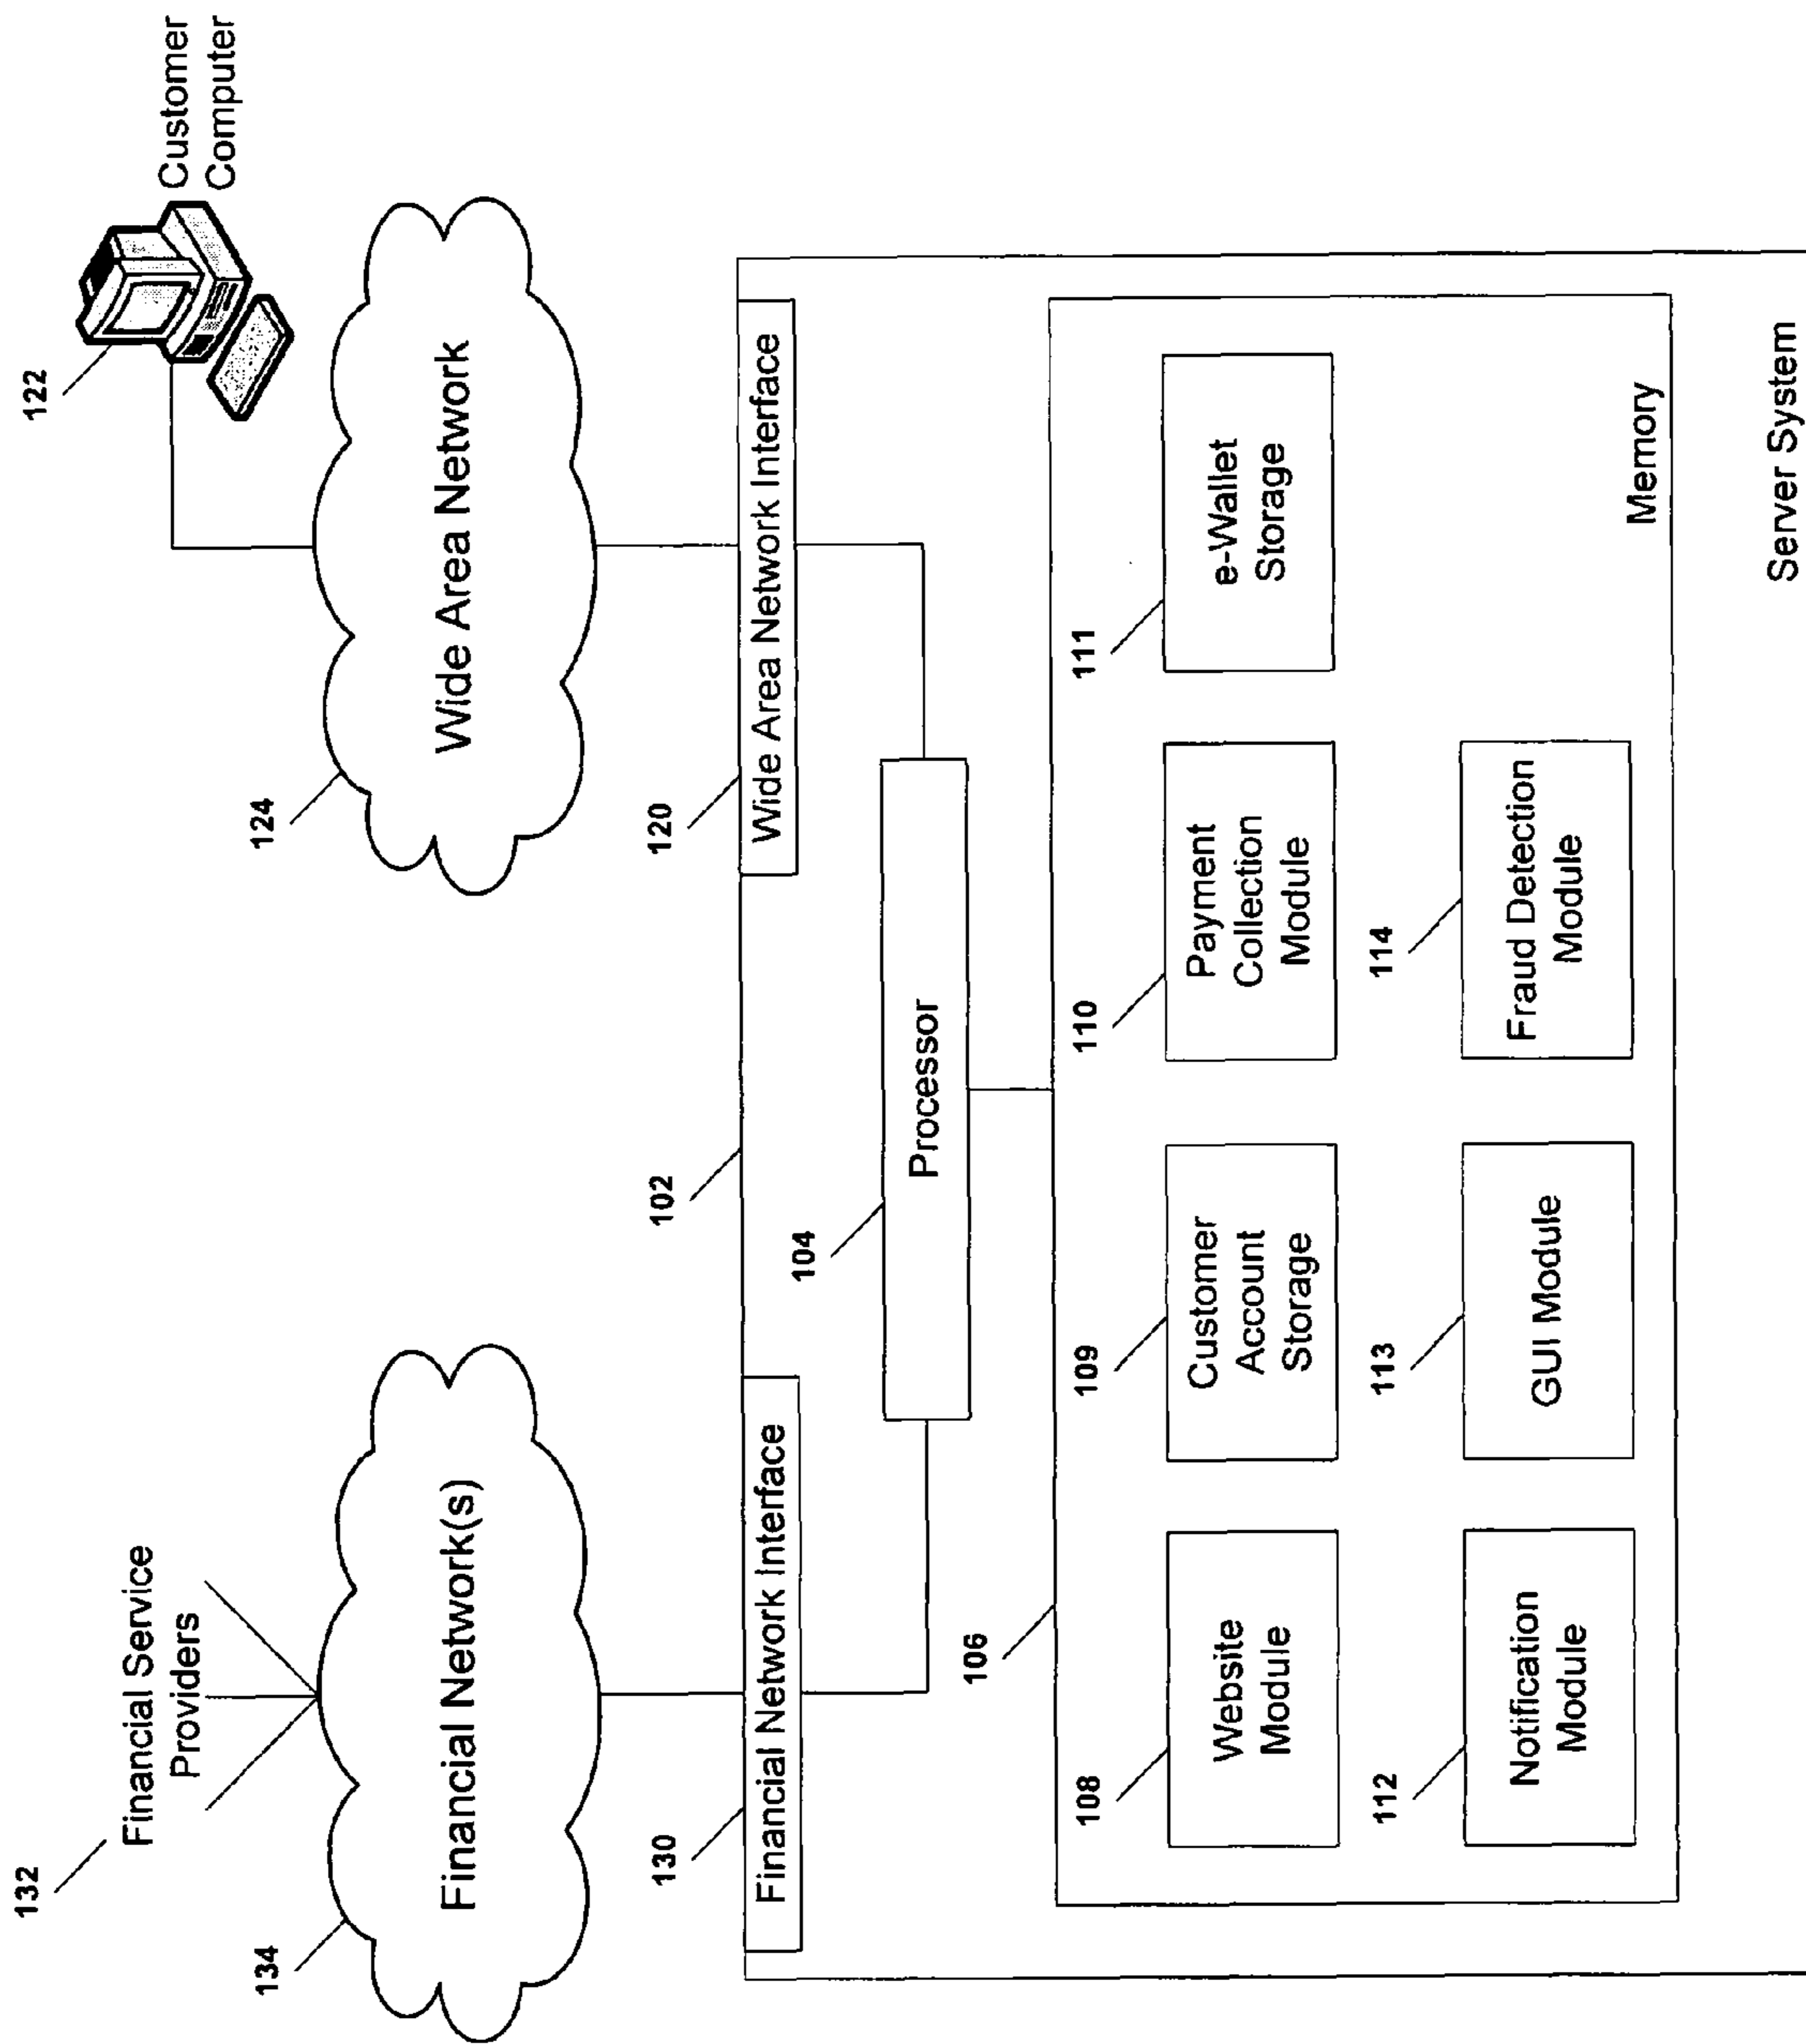 132
Financial Service
Providers
122
Customer
Computer
134
Financial Network(s)
124
Wide Area Network
130
Financial Network Interface
102
120
Wide Area Network Interface
104
Processor
106
108
Website
Module
109
Customer
Account
Storage
110
Payment
Collection
Module
111
e-Wallet
Storage
112
Notification
Module
113
GUI Module
114
Fraud Detection
Module
Memory
Server System